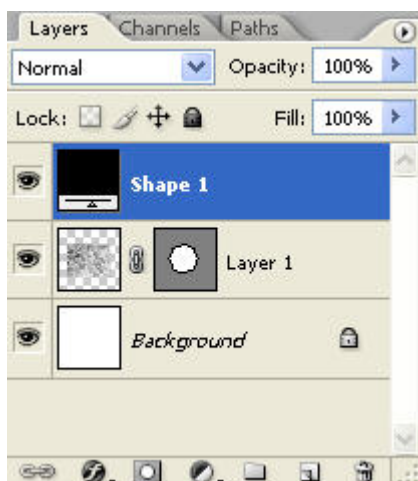 Layers Channels Paths
Normal Opacity: 100%
Lock: Fill: 100%
Shape 1
Layer 1
Background